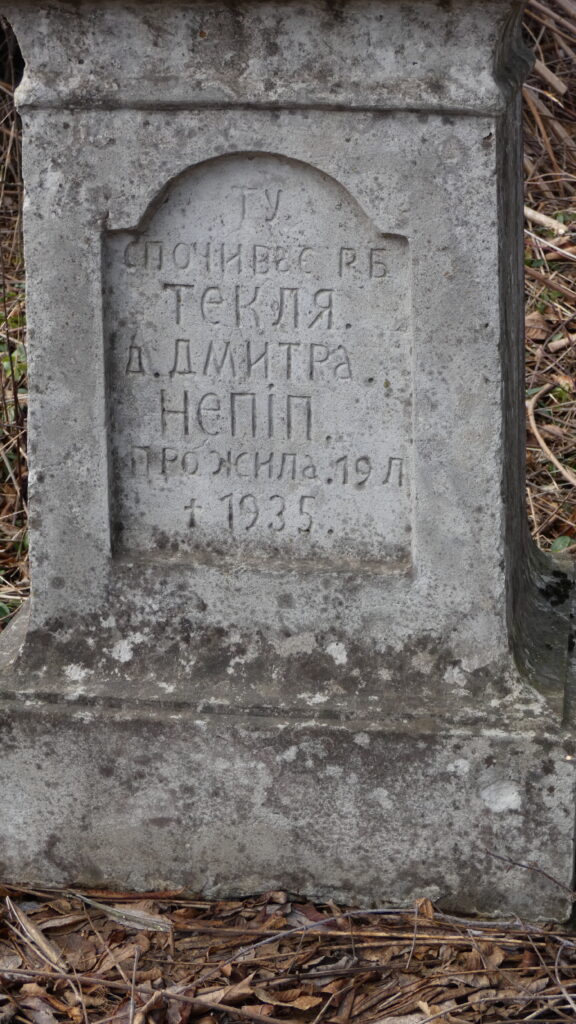 ТУ
СПОЧИВАЄ Р Б
ТЕКЛЯ.
Д. ДМИТРА
НЕПІП.
ПРОЖИЛА. 19 Л
† 1935.